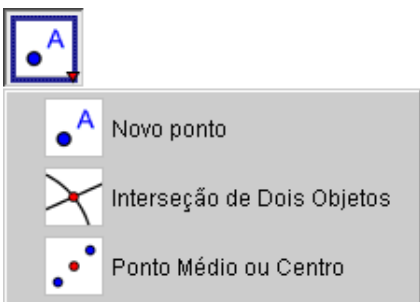 A
A Novo ponto
Interseção de Dois Objetos
Ponto Médio ou Centro